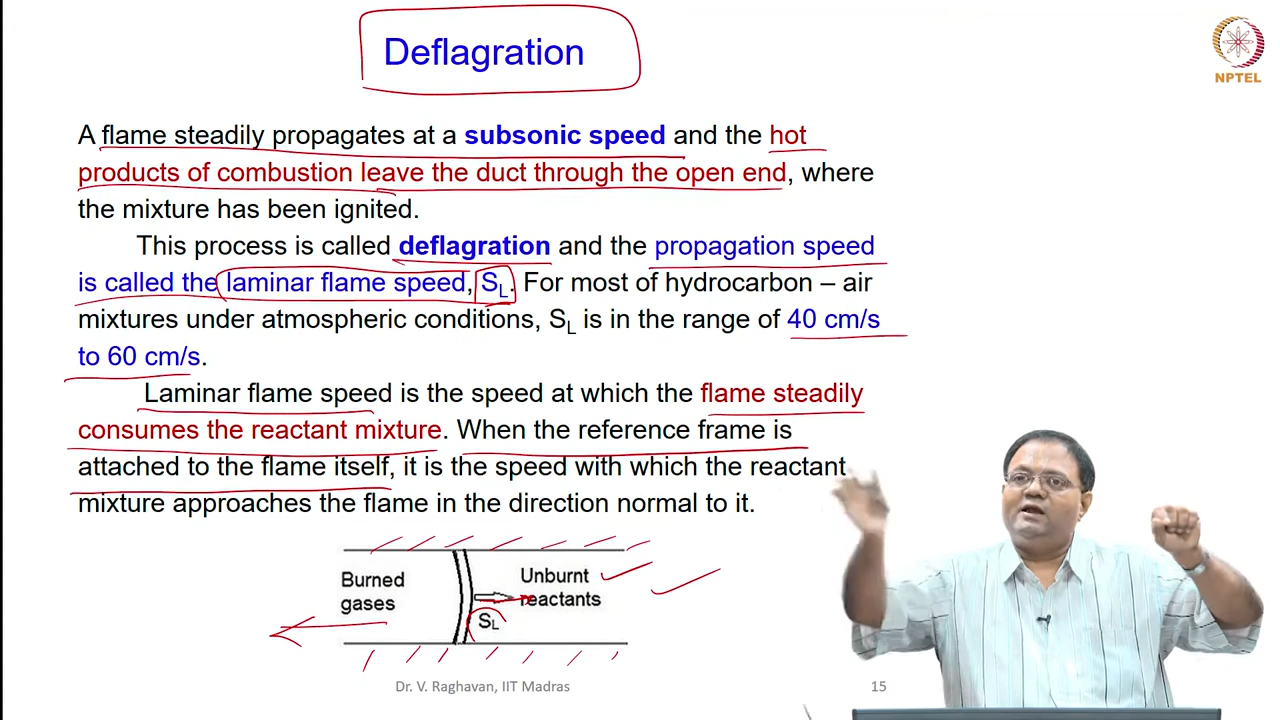 Deflagration
NPTEL
A flame steadily propagates at a subsonic speed and the hot
products of combustion leave the duct through the open end, where
the mixture has been ignited.
This process is called deflagration and the propagation speed
is called the laminar flame speed, SL. For most of hydrocarbon – air
mixtures under atmospheric conditions, SL is in the range of 40 cm/s
to 60 cm/s.
Laminar flame speed is the speed at which the flame steadily
consumes the reactant mixture. When the reference frame is
attached to the flame itself, it is the speed with which the reactant
mixture approaches the flame in the direction normal to it.
Burned
gases
Unburnt
reactants
SL
Dr. V. Raghavan, IIT Madras
15